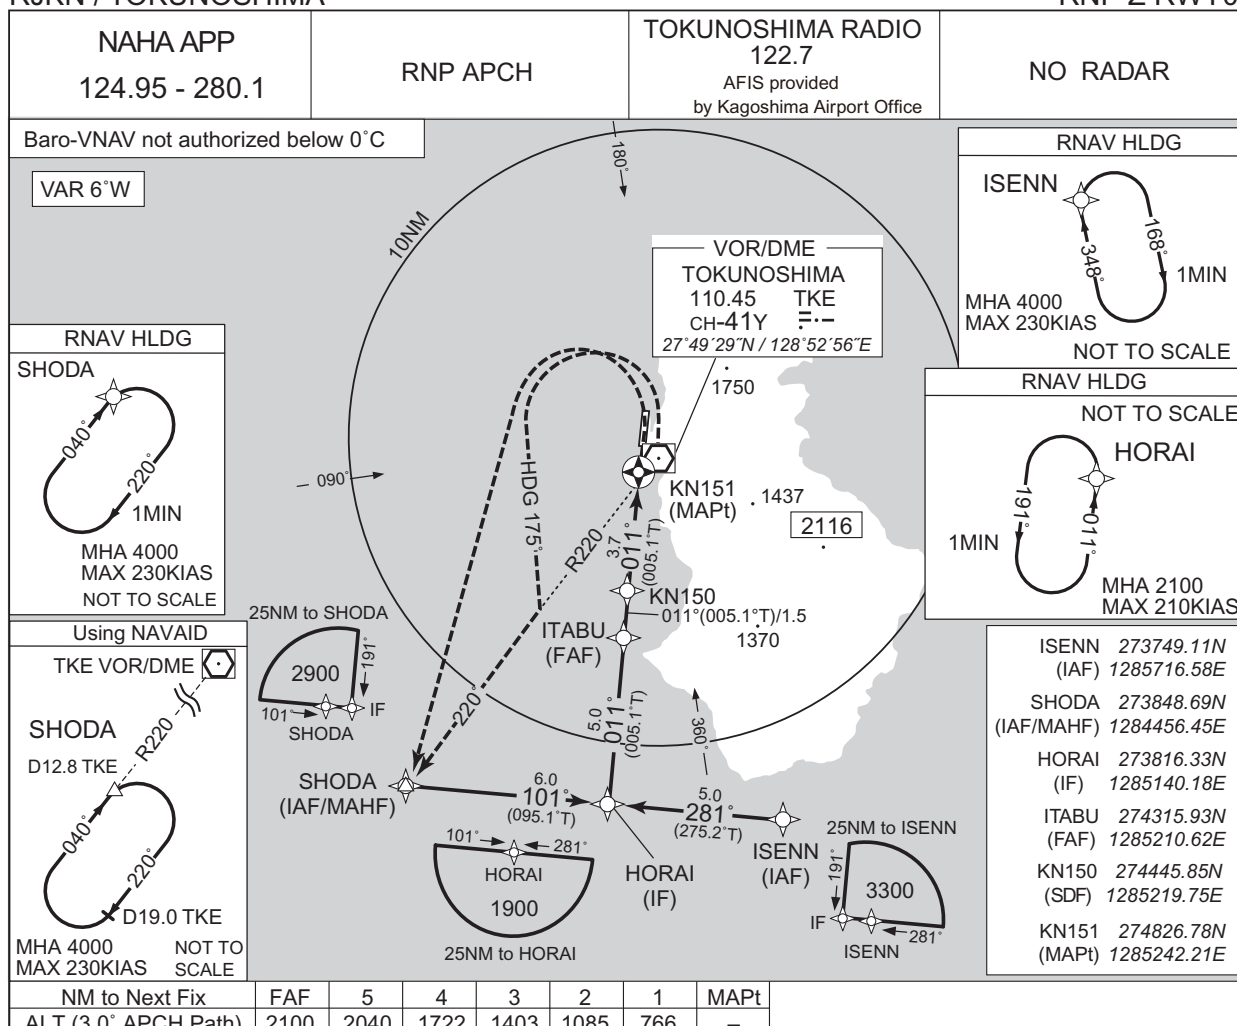 RJKN / TOKUNOSHIMA
RNP Z RWY0
NAHA APP
124.95 - 280.1
RNP APCH
TOKUNOSHIMA RADIO
122.7
AFIS provided
by Kagoshima Airport Office
NO RADAR
Baro-VNAV not authorized below 0˚C
VAR 6˚W
10NM
180˚
090˚
360˚
VOR/DME
TOKUNOSHIMA
110.45 TKE
CH-41Y
27˚49´29˝N / 128˚52´56˝E
1750
1437
2116
1370
RNAV HLDG
ISENN
168˚
348˚
1MIN
MHA 4000
MAX 230KIAS
NOT TO SCALE
RNAV HLDG
NOT TO SCALE
HORAI
191˚
011˚
1MIN
MHA 2100
MAX 210KIAS
RNAV HLDG
SHODA
040˚
220˚
1MIN
MHA 4000
MAX 230KIAS
NOT TO SCALE
Using NAVAID
TKE VOR/DME
R220
SHODA
D12.8 TKE
040˚
220˚
D19.0 TKE
MHA 4000
MAX 230KIAS
NOT TO
SCALE
HDG 175˚
R220
220˚
KN151
(MAPt)
3.7
011˚
(005.1˚T)
KN150
011°(005.1°T)/1.5
ITABU
(FAF)
5.0
011˚
(005.1˚T)
25NM to SHODA
2900
191˚
101˚
IF
SHODA
SHODA
(IAF/MAHF)
6.0
101˚
(095.1˚T)
5.0
281˚
(275.2˚T)
ISENN
(IAF)
HORAI
(IF)
101˚
281˚
HORAI
1900
25NM to HORAI
25NM to ISENN
191˚
3300
IF
281˚
ISENN
ISENN 273749.11N
(IAF) 1285716.58E
SHODA 273848.69N
(IAF/MAHF) 1284456.45E
HORAI 273816.33N
(IF) 1285140.18E
ITABU 274315.93N
(FAF) 1285210.62E
KN150 274445.85N
(SDF) 1285219.75E
KN151 274826.78N
(MAPt) 1285242.21E
NM to Next Fix FAF 5 4 3 2 1 MAPt
ALT (3.0˚ APCH Path) 2100 2040 1722 1403 1085 766 –